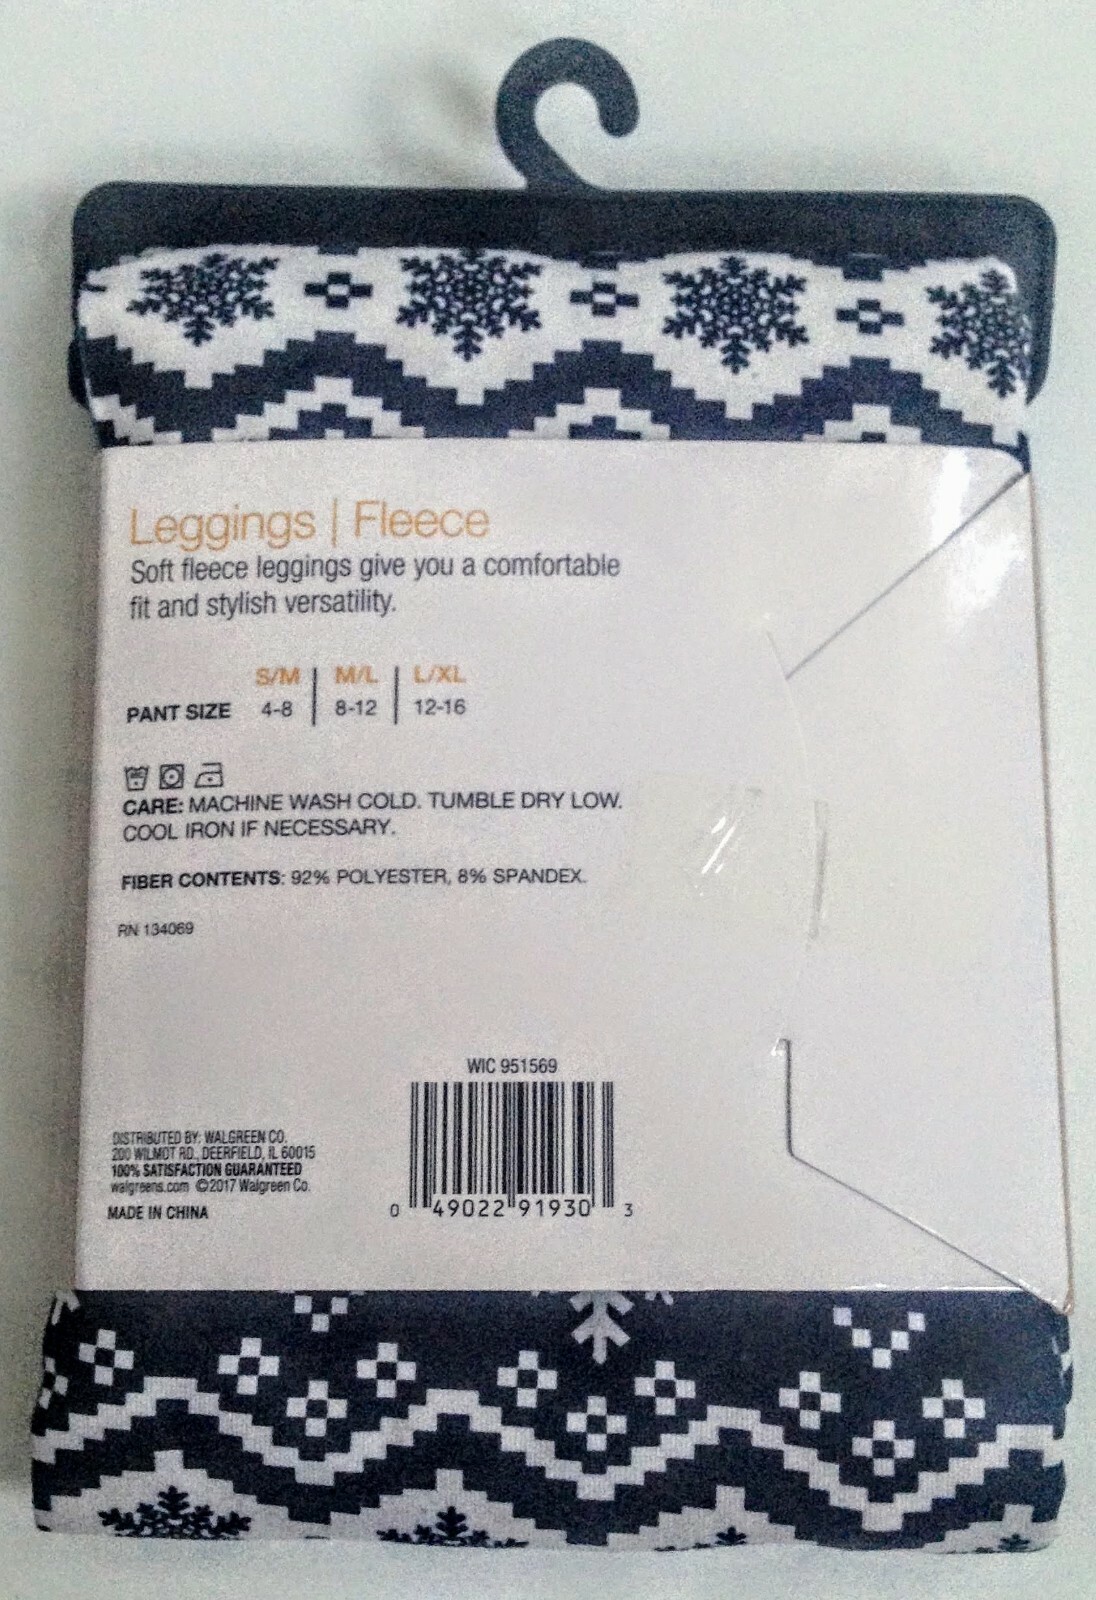 Leggings | Fleece
Soft fleece leggings give you a comfortable
fit and stylish versatility.
S/M | M/L | L/XL
PANT SIZE 4-8 | 8-12 | 12-16
CARE: MACHINE WASH COLD. TUMBLE DRY LOW.
COOL IRON IF NECESSARY.
FIBER CONTENTS: 92% POLYESTER, 8% SPANDEX.
RN 134069
WIC 951569
DISTRIBUTED BY: WALGREEN CO.
200 WILMOT RD., DEERFIELD, IL 60015
100% SATISFACTION GUARANTEED
walgreens.com ©2017 Walgreen Co.
MADE IN CHINA
0 49022 91930 3